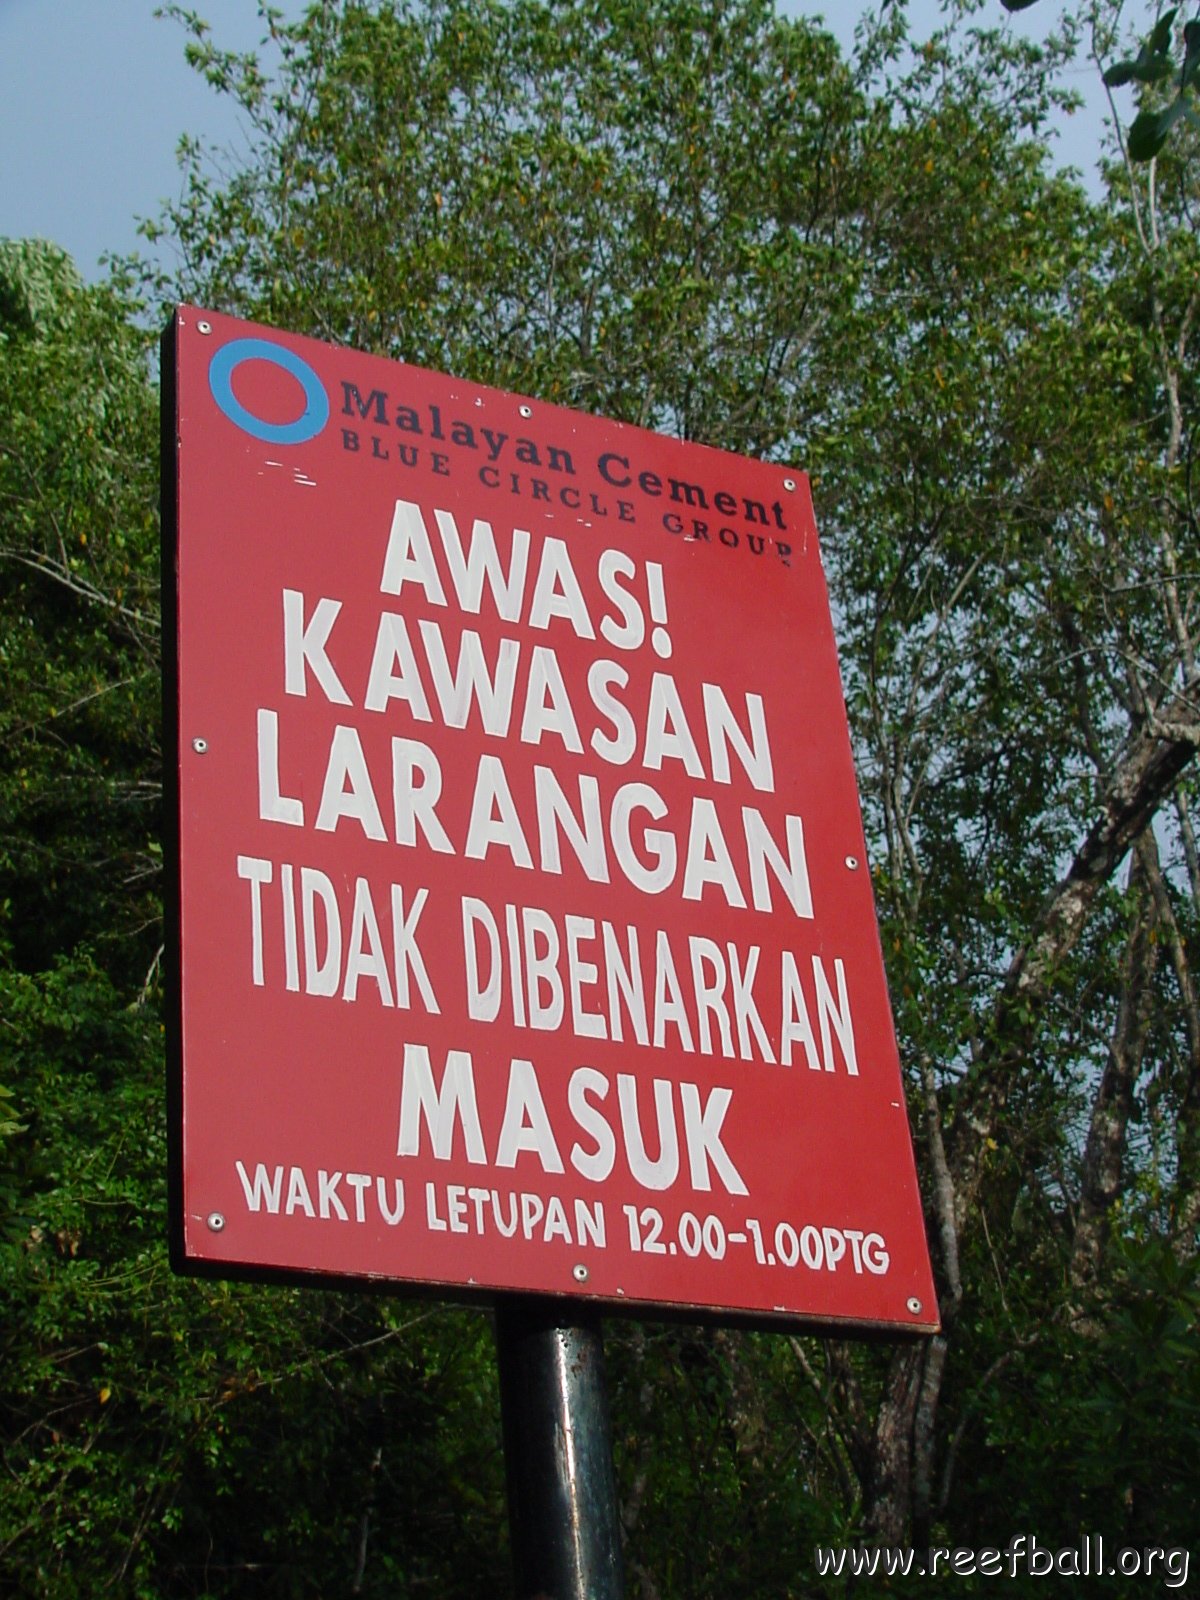 Malayan Cement
BLUE CIRCLE GROUP
AWAS!
KAWASAN
LARANGAN
TIDAK DIBENARKAN
MASUK
WAKTU LETUPAN 12.00-1.00PTG
www.reefball.org